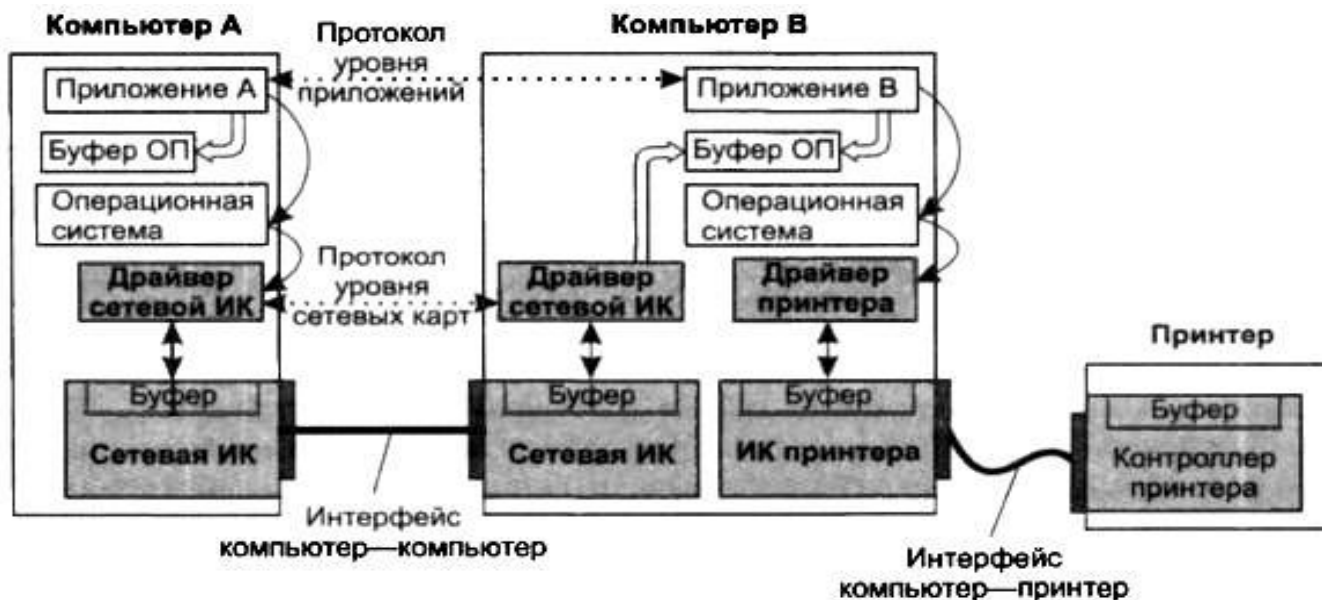 Компьютер А
Протокол
уровня
приложений
Компьютер В
Приложение А
Буфер ОП
Операционная
система
Драйвер
сетевой ИК
Буфер
Сетевая ИК
Протокол
уровня
сетевых карт
Приложение В
Буфер ОП
Операционная
система
Драйвер
сетевой ИК
Драйвер
принтера
Буфер
Сетевая ИК
Буфер
ИК принтера
Принтер
Буфер
Контроллер
принтера
Интерфейс
компьютер—компьютер
Интерфейс
компьютер—принтер